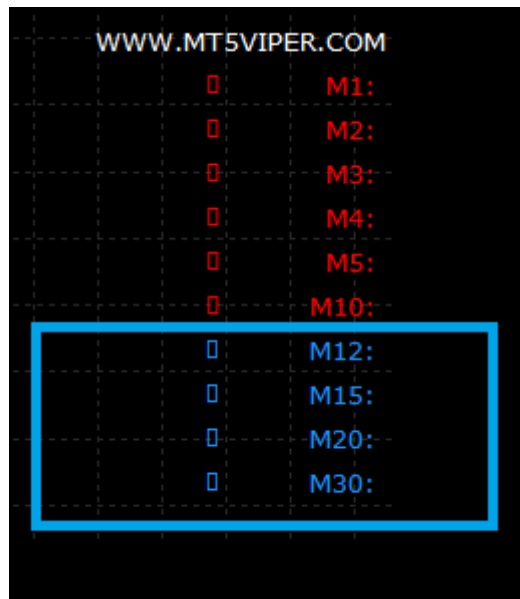 WWW.MT5VIPER.COM
▯ M1:
▯ M2:
▯ M3:
▯ M4:
▯ M5:
▯ M10:
▯ M12:
▯ M15:
▯ M20:
▯ M30: